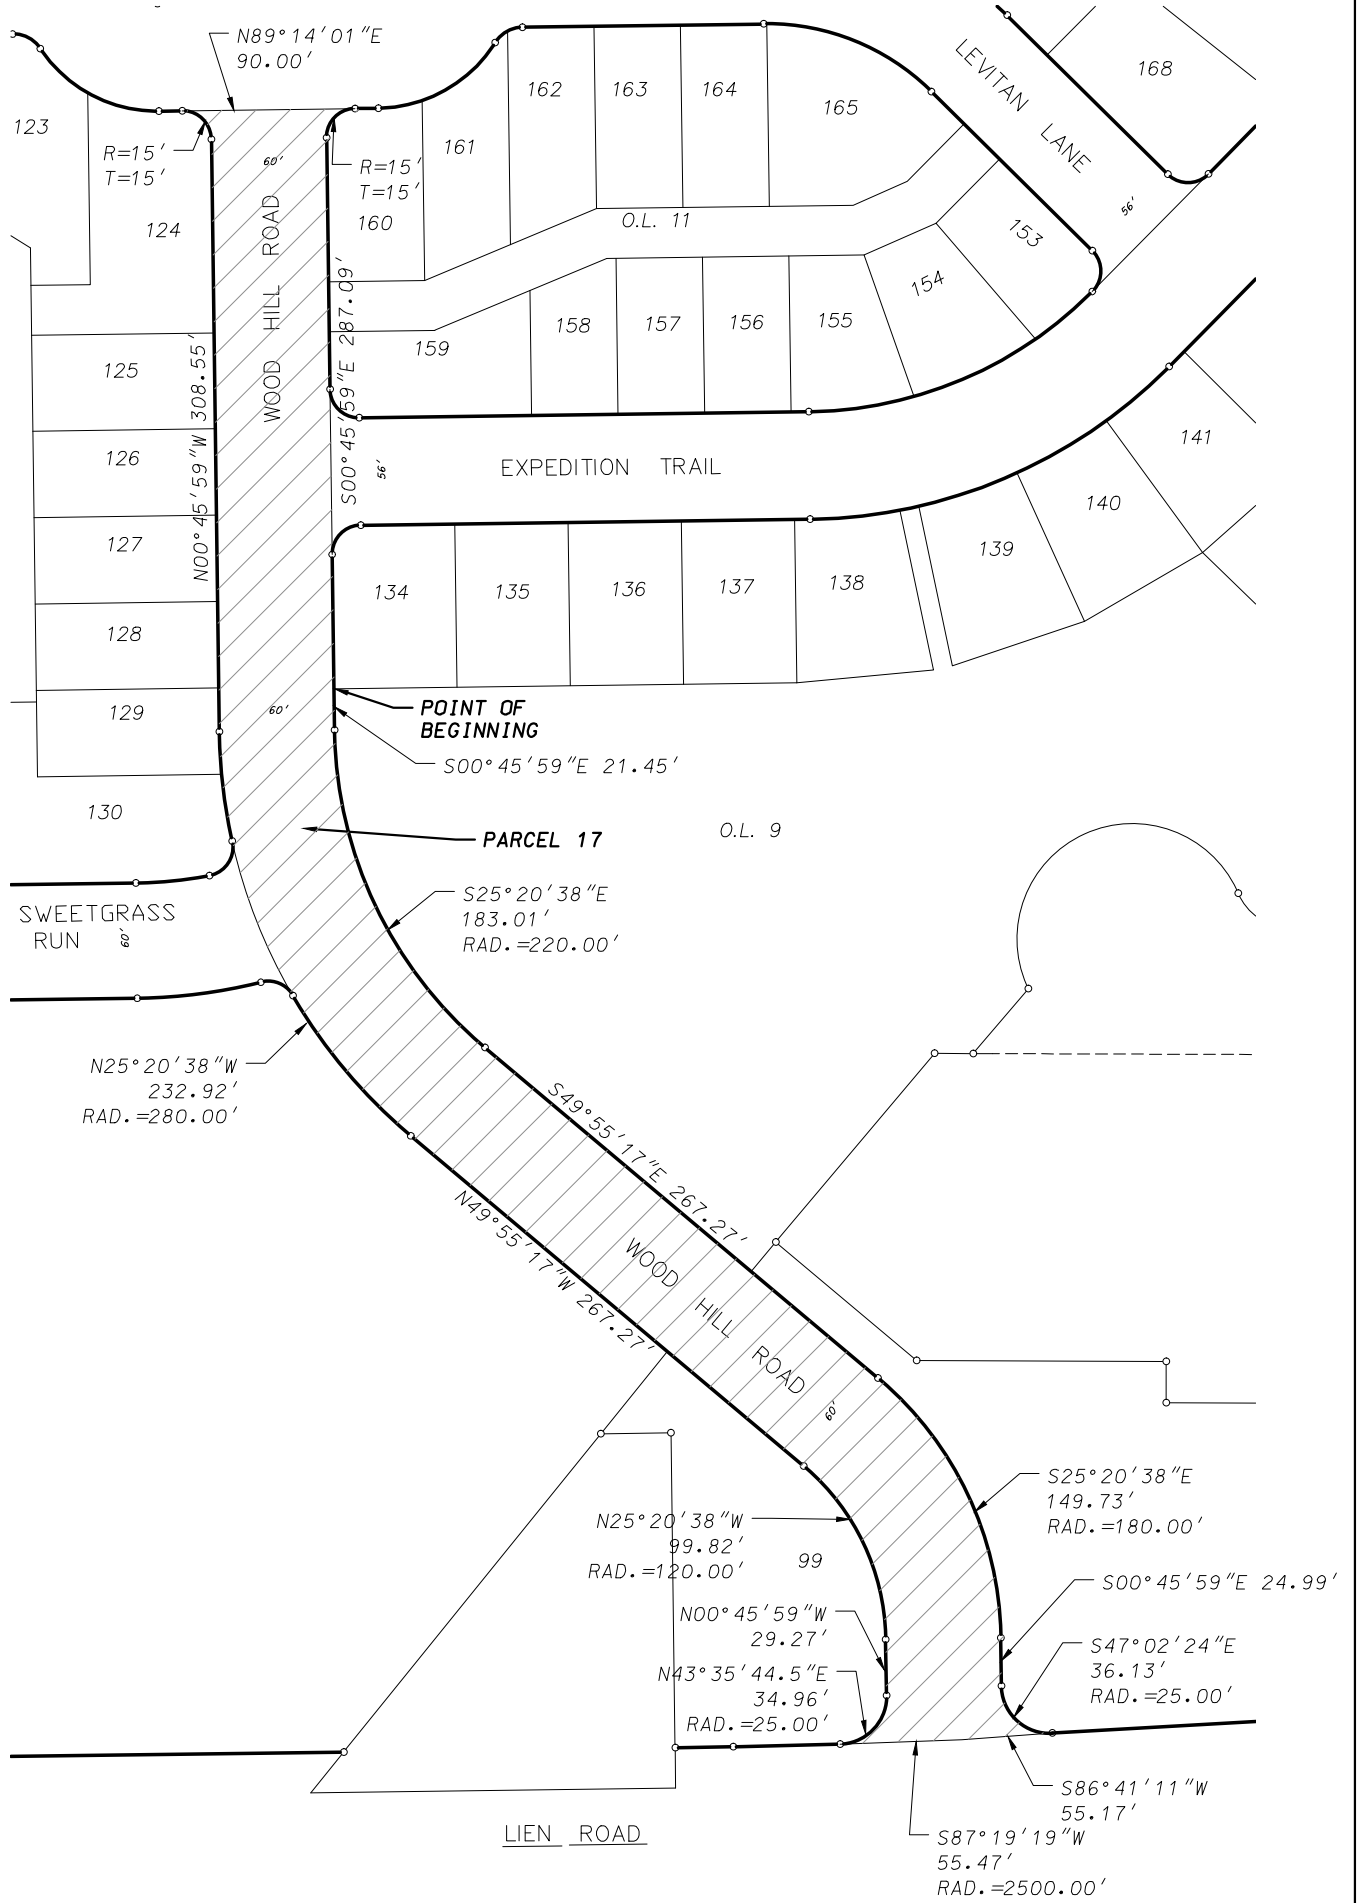 N89°14'01"E
90.00'
LEVITAN LANE
168
162
163
164
165
123
R=15'
T=15'
60'
R=15'
T=15'
161
56'
124
160
O.L. 11
153
WOOD HILL ROAD
154
158
157
156
155
159
125
S00°45'59"E 287.09'
N00°45'59"W 308.55'
126
141
EXPEDITION TRAIL
56'
140
127
139
134
135
136
137
138
128
129
60'
POINT OF
BEGINNING
S00°45'59"E 21.45'
130
PARCEL 17
O.L. 9
SWEETGRASS
RUN
60'
S25°20'38"E
183.01'
RAD.=220.00'
N25°20'38"W
232.92'
RAD.=280.00'
S49°55'17"E 267.27'
N49°55'17"W 267.27'
WOOD HILL ROAD
60'
S25°20'38"E
149.73'
RAD.=180.00'
N25°20'38"W
99.82'
RAD.=120.00'
99
S00°45'59"E 24.99'
N00°45'59"W
29.27'
S47°02'24"E
36.13'
RAD.=25.00'
N43°35'44.5"E
34.96'
RAD.=25.00'
S86°41'11"W
55.17'
LIEN ROAD
S87°19'19"W
55.47'
RAD.=2500.00'